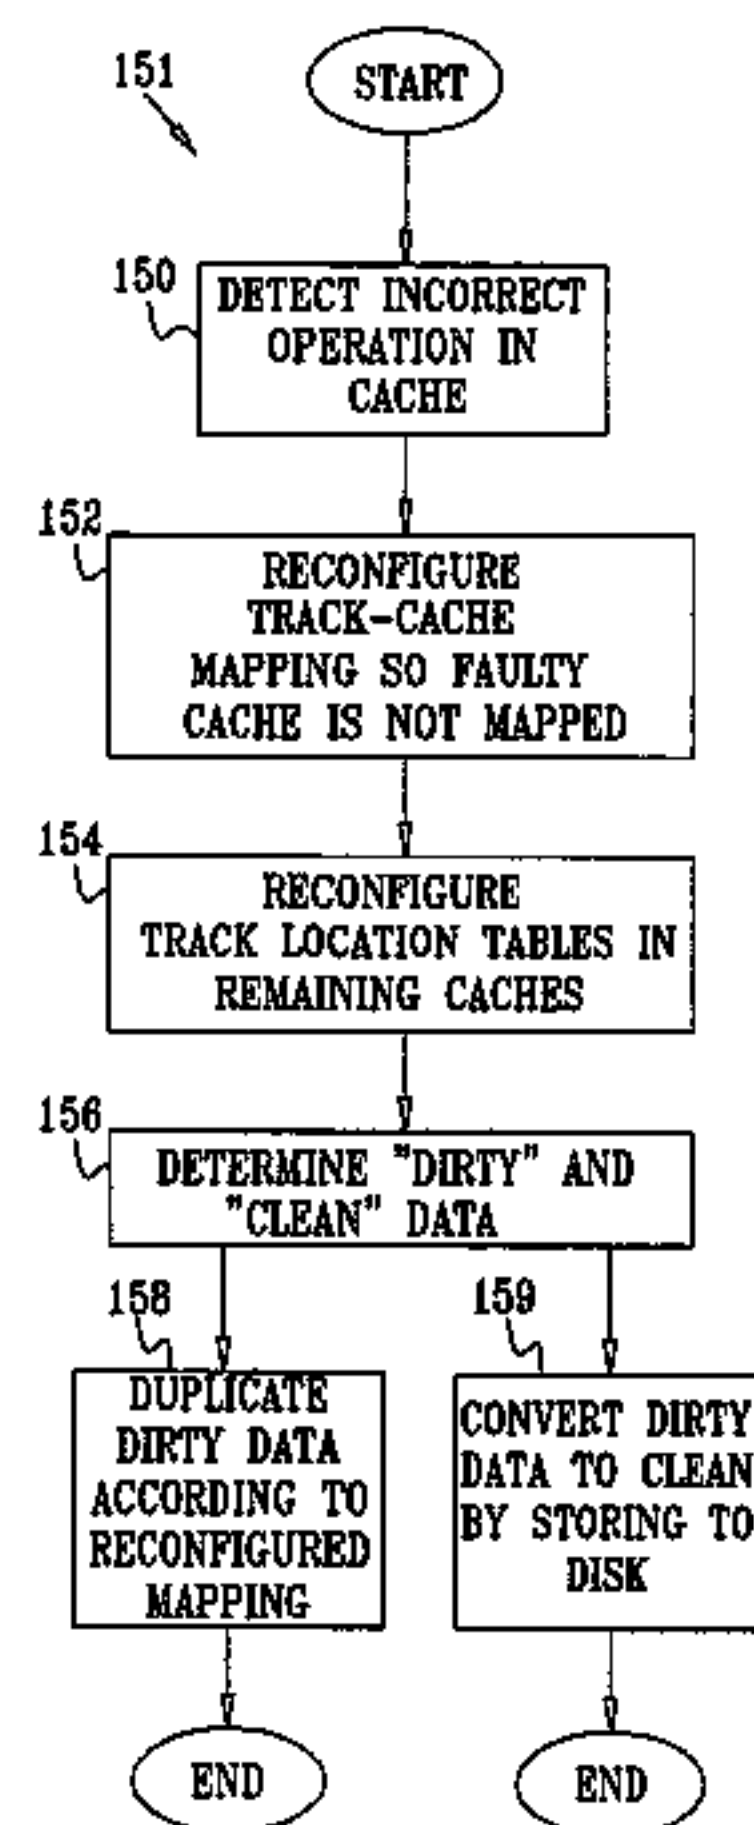 151
START
150
DETECT INCORRECT
OPERATION IN
CACHE
152
RECONFIGURE
TRACK-CACHE
MAPPING SO FAULTY
CACHE IS NOT MAPPED
154
RECONFIGURE
TRACK LOCATION TABLES IN
REMAINING CACHES
156
DETERMINE "DIRTY" AND
"CLEAN" DATA
158
DUPLICATE
DIRTY DATA
ACCORDING TO
RECONFIGURED
MAPPING
END
159
CONVERT DIRTY
DATA TO CLEAN
BY STORING TO
DISK
END